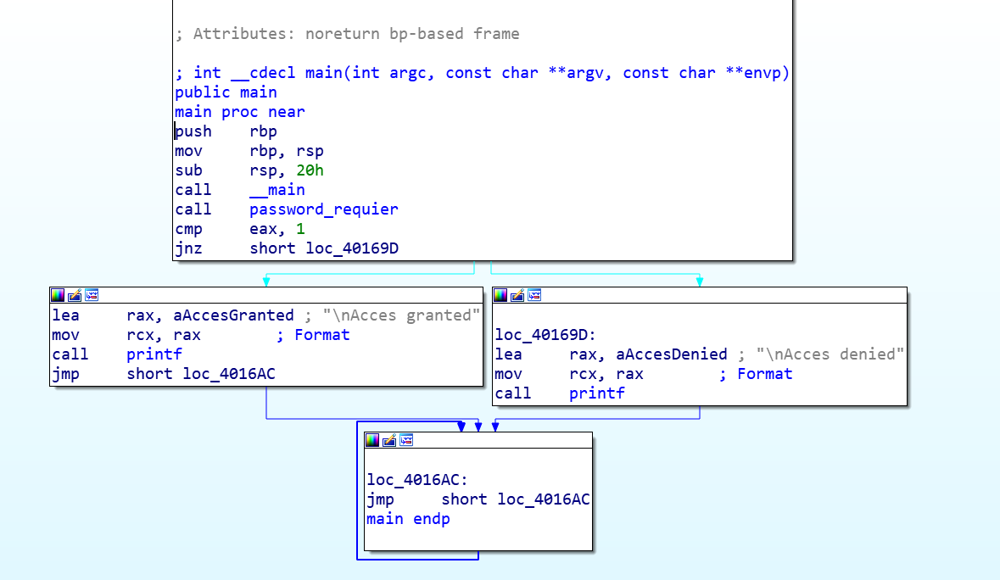 ; Attributes: noreturn bp-based frame
; int __cdecl main(int argc, const char **argv, const char **envp)
public main
main proc near
push    rbp
mov     rbp, rsp
sub     rsp, 20h
call    __main
call    password_requier
cmp     eax, 1
jnz     short loc_40169D
lea     rax, aAccesGranted ; "\nAcces granted"
mov     rcx, rax        ; Format
call    printf
jmp     short loc_4016AC
loc_40169D:
lea     rax, aAccesDenied ; "\nAcces denied"
mov     rcx, rax        ; Format
call    printf
loc_4016AC:
jmp     short loc_4016AC
main endp